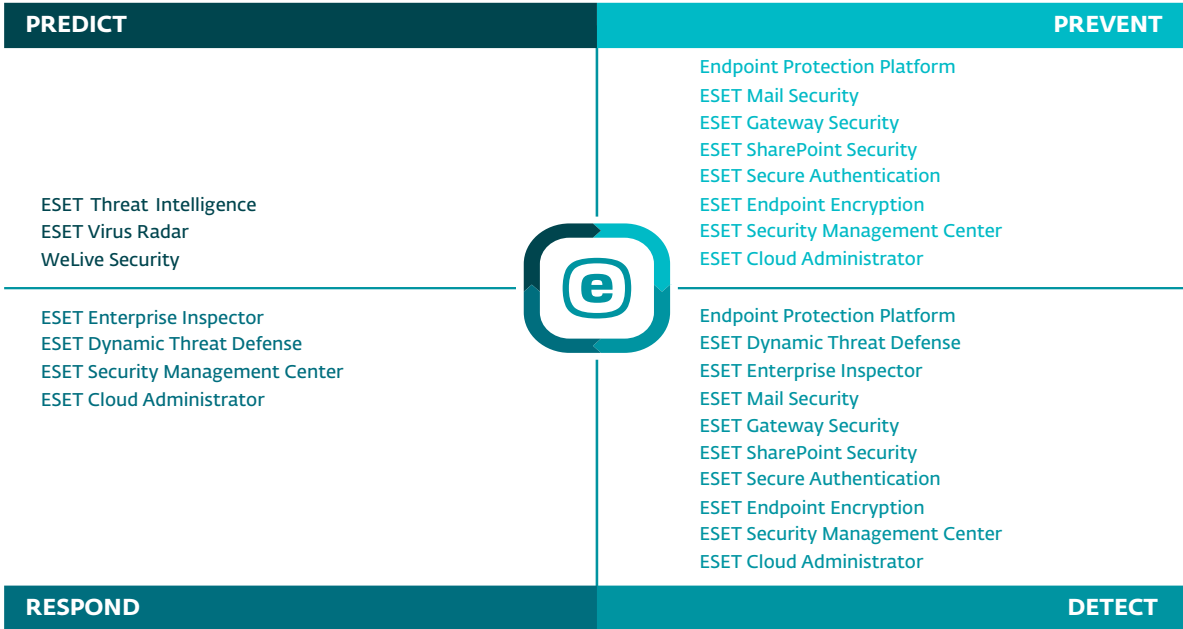 PREDICT
PREVENT
Endpoint Protection Platform
ESET Mail Security
ESET Gateway Security
ESET SharePoint Security
ESET Secure Authentication
ESET Endpoint Encryption
ESET Security Management Center
ESET Cloud Administrator
ESET Threat Intelligence
ESET Virus Radar
WeLive Security
e
ESET Enterprise Inspector
ESET Dynamic Threat Defense
ESET Security Management Center
ESET Cloud Administrator
Endpoint Protection Platform
ESET Dynamic Threat Defense
ESET Enterprise Inspector
ESET Mail Security
ESET Gateway Security
ESET SharePoint Security
ESET Secure Authentication
ESET Endpoint Encryption
ESET Security Management Center
ESET Cloud Administrator
RESPOND
DETECT